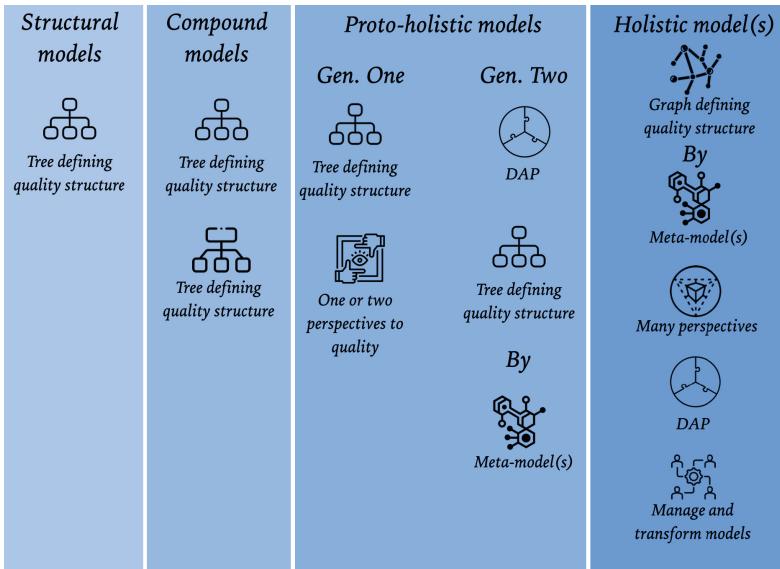 Structural
models
Tree defining
quality structure
Compound
models
Tree defining
quality structure
Tree defining
quality structure
Proto-holistic models
Gen. One
Tree defining
quality structure
One or two
perspectives to
quality
Gen. Two
DAP
Tree defining
quality structure
By
Meta-model(s)
Holistic model(s)
Graph defining
quality structure
By
Meta-model(s)
Many perspectives
DAP
Manage and
transform models